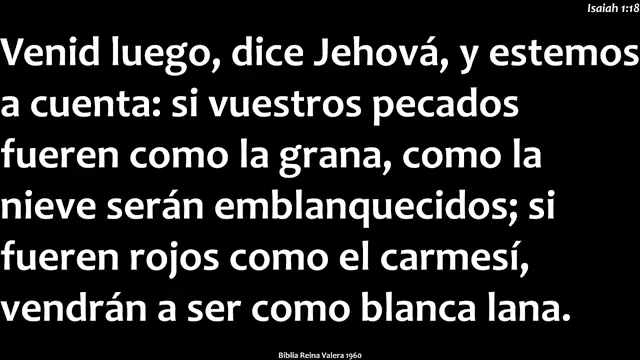 Isaiah 1:18
Venid luego, dice Jehová, y estemos
a cuenta: si vuestros pecados
fueren como la grana, como la
nieve serán emblanquecidos; si
fueren rojos como el carmesí,
vendrán a ser como blanca lana.
Biblia Reina Valera 1960